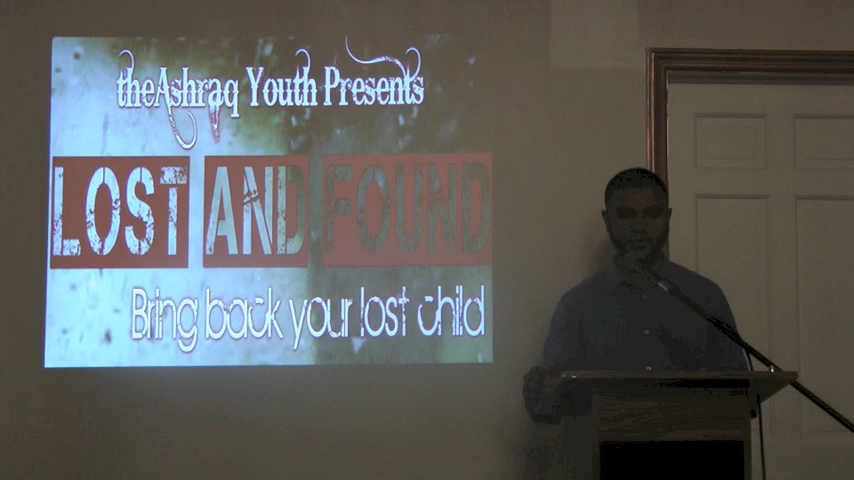 theAshraq Youth Presents
LOST AND FOUND
Bring back your lost child